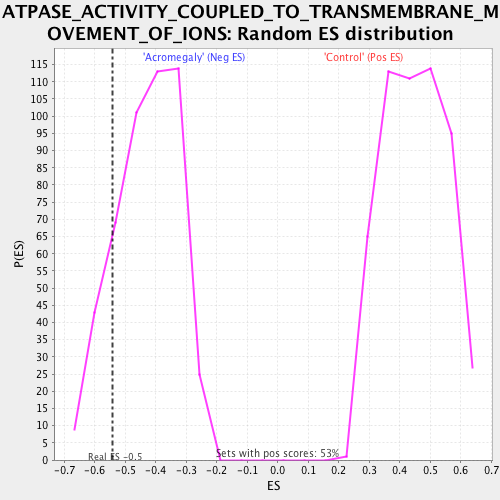 ATPASE_ACTIVITY_COUPLED_TO_TRANSMEMBRANE_M
OVEMENT_OF_IONS: Random ES distribution
'Acromegaly' (Neg ES)
'Control' (Pos ES)
P(ES)
115
110
105
100
95
90
85
80
75
70
65
60
55
50
45
40
35
30
25
20
15
10
5
0
Real ES -0.5
Sets with pos scores: 53%
-0.7 -0.6 -0.5 -0.4 -0.3 -0.2 -0.1 0.0 0.1 0.2 0.3 0.4 0.5 0.6 0.7
ES